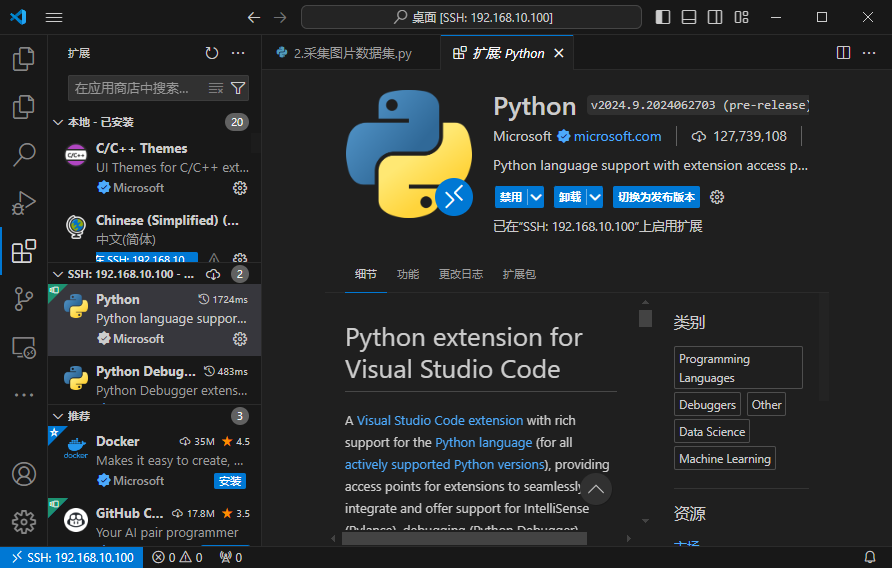 桌面 [SSH: 192.168.10.100]
扩展
在应用商店中搜索...
本地 - 已安装
20
C/C++ Themes
UI Themes for C/C++ ext...
Microsoft
Chinese (Simplified) (...
中文(简体)
SSH: 192.168.10.
SSH: 192.168.10.100 - ...
2
Python
1724ms
Python language suppor...
Microsoft
Python Debug...
483ms
Python Debugger extens...
推荐
3
Docker
35M
4.5
docker
Makes it easy to create, ...
Microsoft
安装
GitHub C...
17.8M
3.5
Your AI pair programmer
2.采集图片数据集.py
扩展: Python
Python
v2024.9.2024062703 (pre-release)
Microsoft
microsoft.com
127,739,108
Python language support with extension access p...
禁用
卸载
切换为发布版本
已在“SSH: 192.168.10.100”上启用扩展
细节
功能
更改日志
扩展包
Python extension for
Visual Studio Code
A Visual Studio Code extension with rich
support for the Python language (for all
actively supported Python versions), providing
access points for extensions to seamlessly
integrate and offer support for IntelliSense
(Pylance), debugging (Python Debugger)
类别
Programming
Languages
Debuggers
Other
Data Science
Machine Learning
资源
市场
SSH: 192.168.10.100
0
0
0